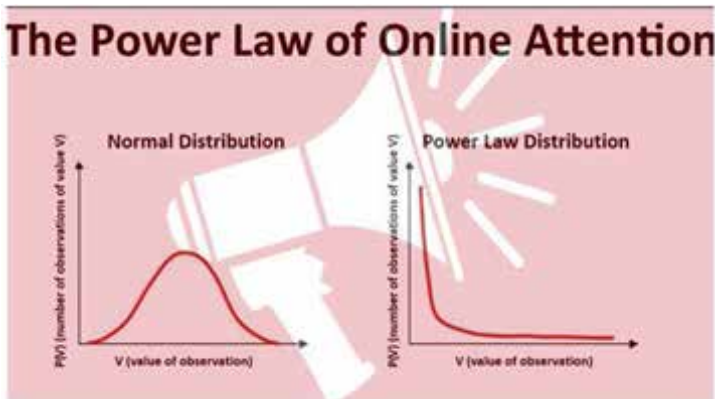 The Power Law of Online Attention
Normal Distribution
P(V) (number of observations of value V)
V (value of observation)
Power Law Distribution
P(V) (number of observations of value V)
V (value of observation)